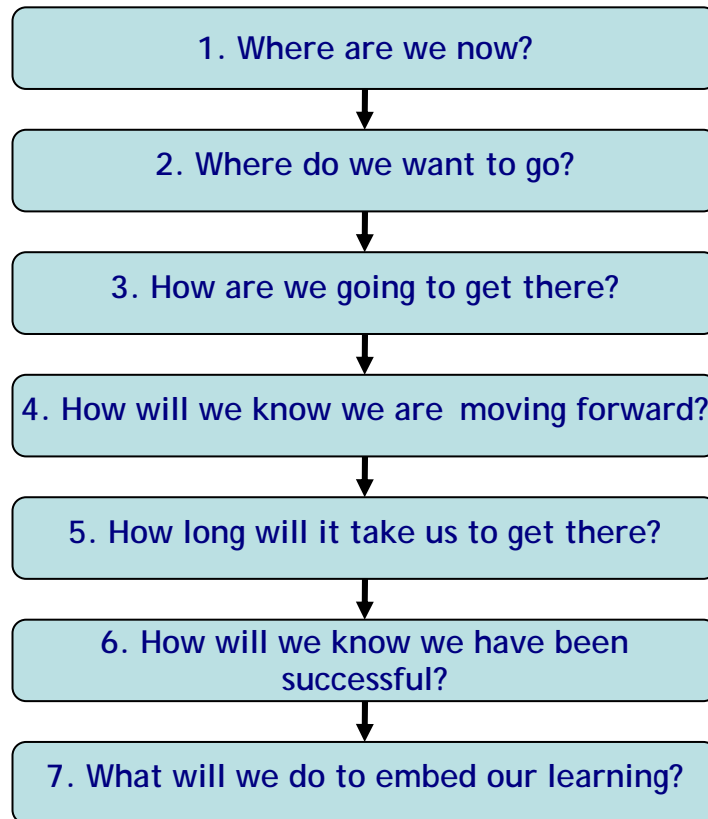 1. Where are we now?
2. Where do we want to go?
3. How are we going to get there?
4. How will we know we are moving forward?
5. How long will it take us to get there?
6. How will we know we have been
successful?
7. What will we do to embed our learning?